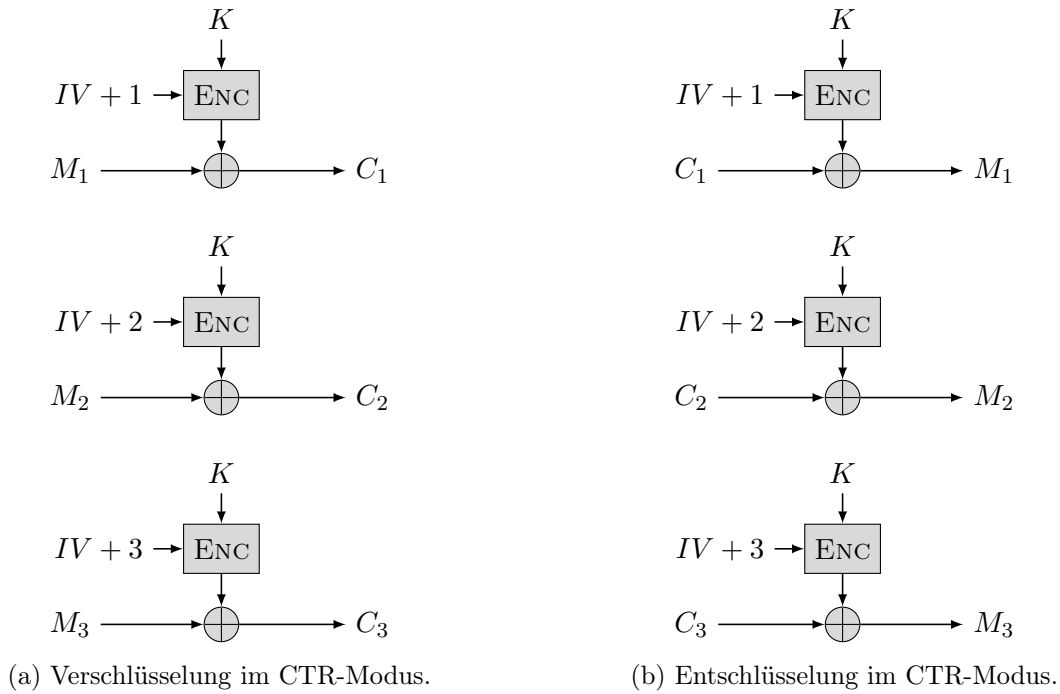 K
IV + 1 ENC
M₁ C₁
K
IV + 2 ENC
M₂ C₂
K
IV + 3 ENC
M₃ C₃
(a) Verschlüsselung im CTR-Modus.
K
IV + 1 ENC
C₁ M₁
K
IV + 2 ENC
C₂ M₂
K
IV + 3 ENC
C₃ M₃
(b) Entschlüsselung im CTR-Modus.